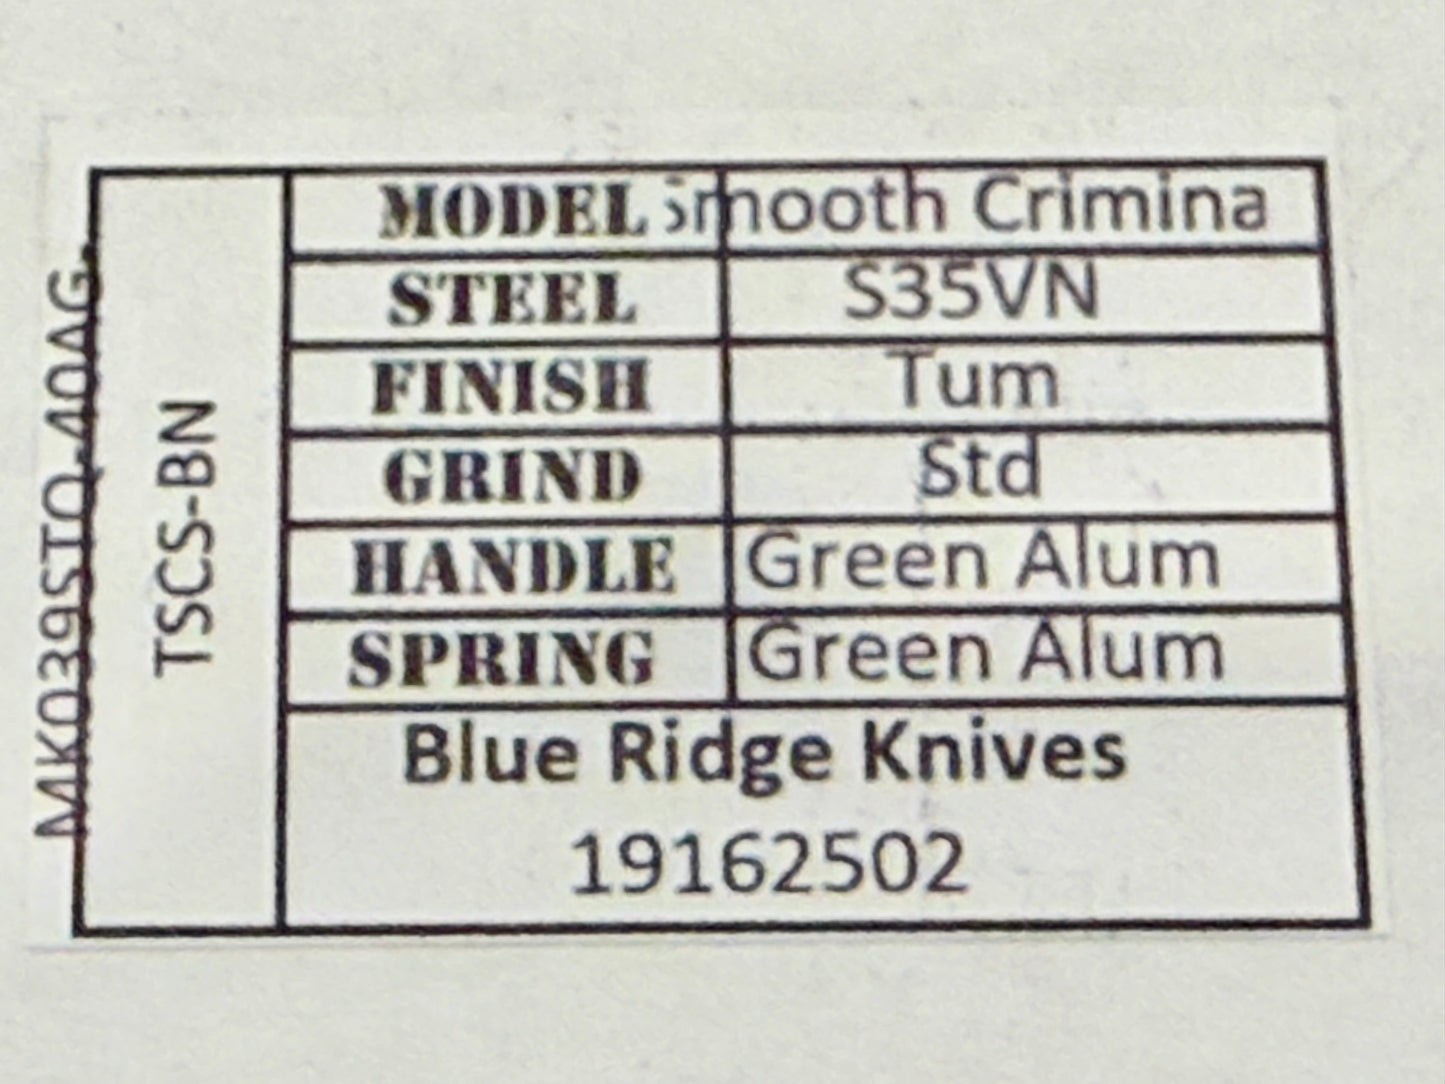 MK039STQ-40AG-
TSCS-BN
MODEL Smooth Crimina
STEEL S35VN
FINISH Tum
GRIND Std
HANDLE Green Alum
SPRING Green Alum
Blue Ridge Knives
19162502